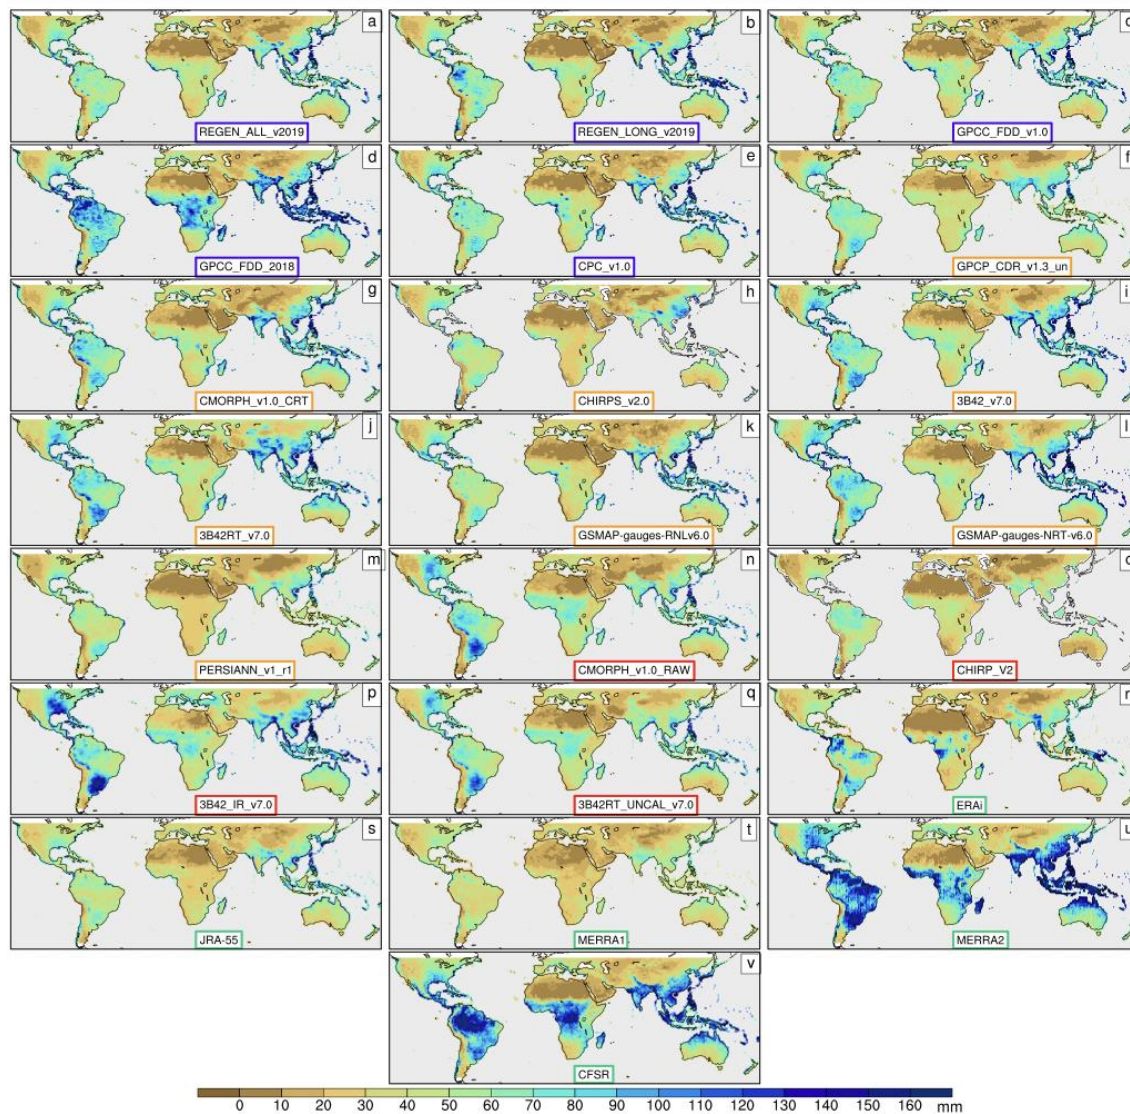 a
REGEN_ALL_v2019
b
REGEN_LONG_v2019
c
GPCC_FDD_v1.0
d
GPCC_FDD_2018
e
CPC_v1.0
f
GPCP_CDR_v1.3_un
g
CMORPH_v1.0_CRT
h
CHIRPS_v2.0
i
3B42_v7.0
j
3B42RT_v7.0
k
GSMAP-gauges-RNLv6.0
l
GSMAP-gauges-NRT-v6.0
m
PERSIANN_v1_r1
n
CMORPH_v1.0_RAW
o
CHIRP_V2
p
3B42_IR_v7.0
q
3B42RT_UNCAL_v7.0
r
ERAi
s
JRA-55
t
MERRA1
u
MERRA2
v
CFSR
0 10 20 30 40 50 60 70 80 90 100 110 120 130 140 150 160 mm